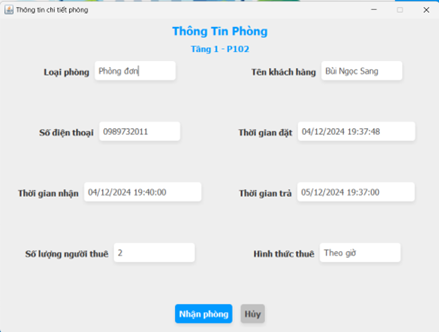 Thông tin chi tiết phòng
Thông Tin Phòng
Tầng 1 - P102
Loại phòng Phòng đơn Tên khách hàng Bùi Ngọc Sang
Số điện thoại 0989732011 Thời gian đặt 04/12/2024 19:37:48
Thời gian nhận 04/12/2024 19:40:00 Thời gian trả 05/12/2024 19:37:00
Số lượng người thuê 2 Hình thức thuê Theo giờ
Nhận phòng Hủy